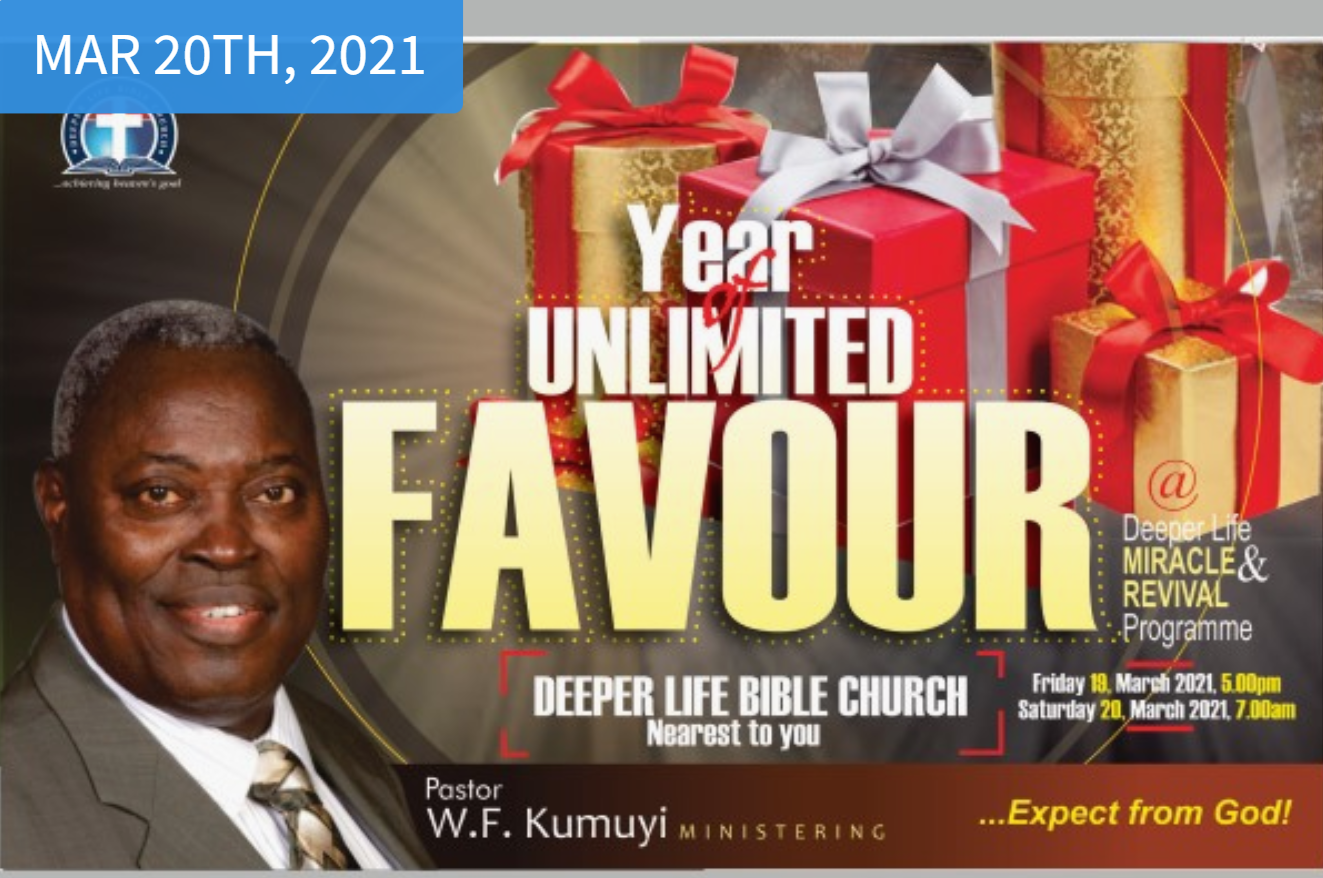 MAR 20TH, 2021
...achieving heaven's goal
Year
of
UNLIMITED
FAVOUR
@
Deeper Life
MIRACLE &
REVIVAL
Programme
DEEPER LIFE BIBLE CHURCH
Nearest to you
Friday 19, March 2021, 5.00pm
Saturday 20, March 2021, 7.00am
Pastor
W.F. Kumuyi MINISTERING
...Expect from God!